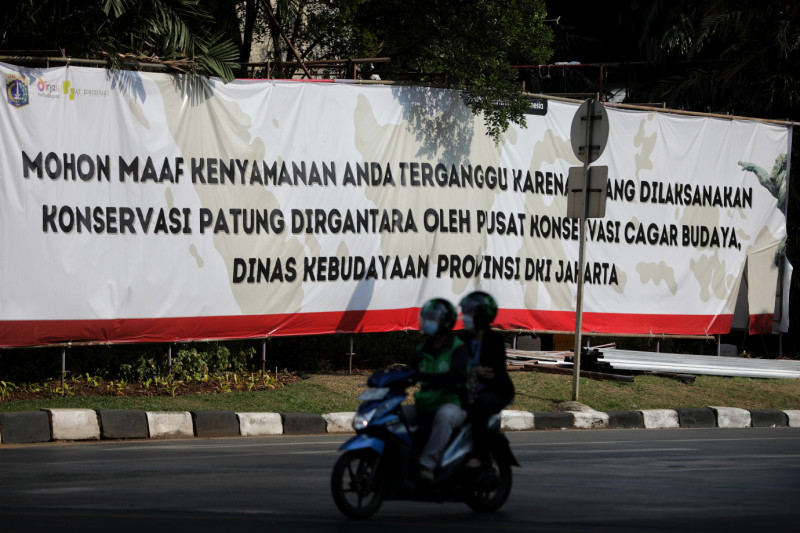 MOHON MAAF KENYAMANAN ANDA TERGANGGU KARENA ANG DILAKSANAKAN
KONSERVASI PATUNG DIRGANTARA OLEH PUSAT KONSERVASI CAGAR BUDAYA,
DINAS KEBUDAYAAN PROVINSI DKI JAKARTA